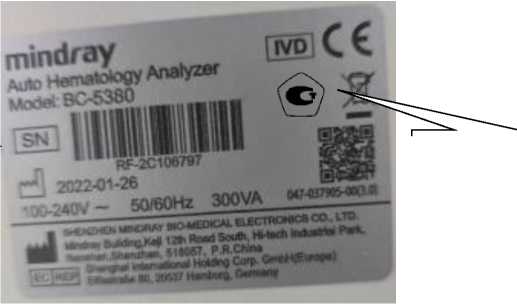 mindray
IVD CE
Auto Hematology Analyzer
Model: BC-5380
SN
RF-2C106797
2022-01-26
100-240V ~ 50/60Hz 300VA 047-037905-00(3.0)
SHENZHEN MINDRAY BIO-MEDICAL ELECTRONICS CO., LTD.
Mindray Building,Keji 12th Road South, Hi-tech Industrial Park,
Nanshan,Shenzhen, 518057, P.R.China
EC REP
Shanghai International Holding Corp. GmbH(Europe)
Eiffestraße 80, 20537 Hamburg, Germany